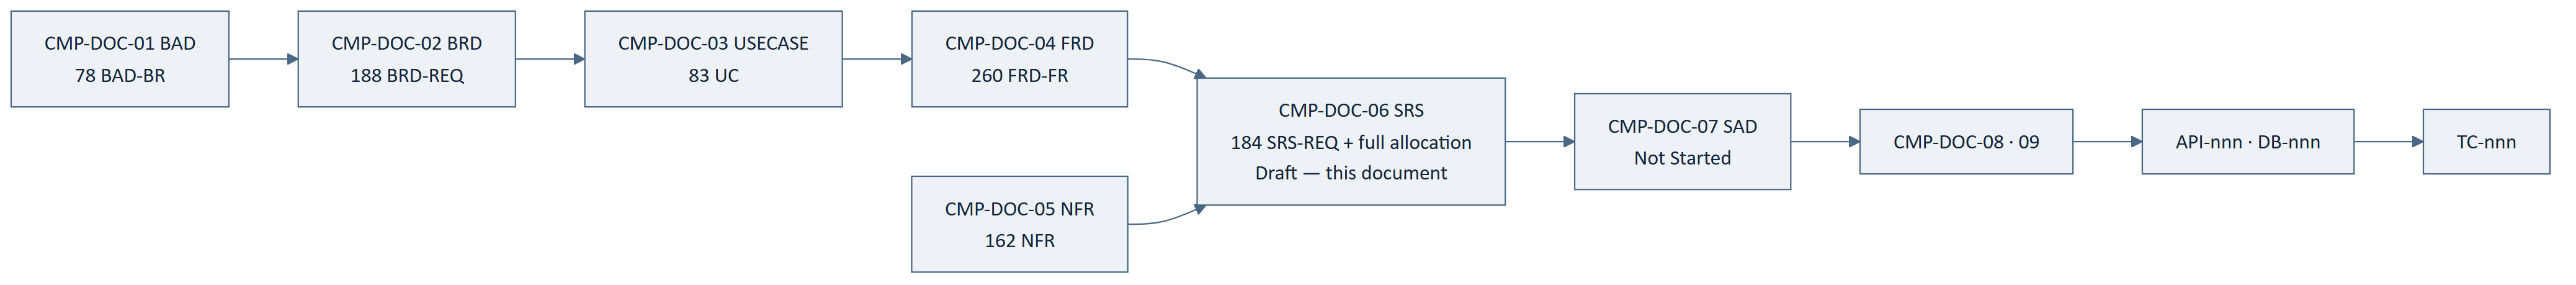 CMP-DOC-01 BAD
78 BAD-BR
CMP-DOC-02 BRD
188 BRD-REQ
CMP-DOC-03 USECASE
83 UC
CMP-DOC-04 FRD
260 FRD-FR
CMP-DOC-05 NFR
162 NFR
CMP-DOC-06 SRS
184 SRS-REQ + full allocation
Draft — this document
CMP-DOC-07 SAD
Not Started
CMP-DOC-08 · 09
API-nnn · DB-nnn
TC-nnn